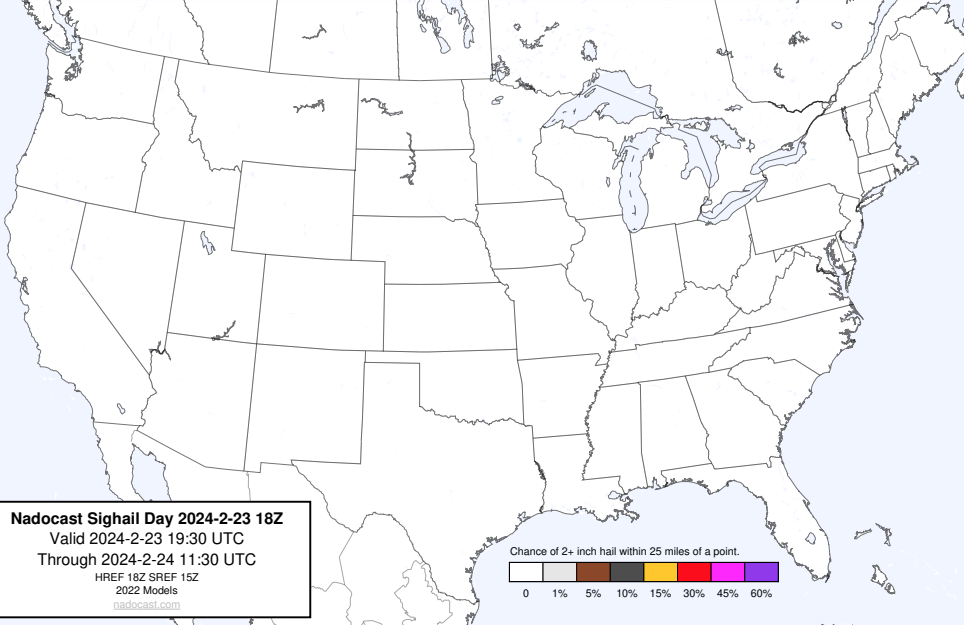 Nadocast Sighail Day 2024-2-23 18Z
Valid 2024-2-23 19:30 UTC
Through 2024-2-24 11:30 UTC
HREF 18Z SREF 15Z
2022 Models
nadocast.com
Chance of 2+ inch hail within 25 miles of a point.
0 1% 5% 10% 15% 30% 45% 60%